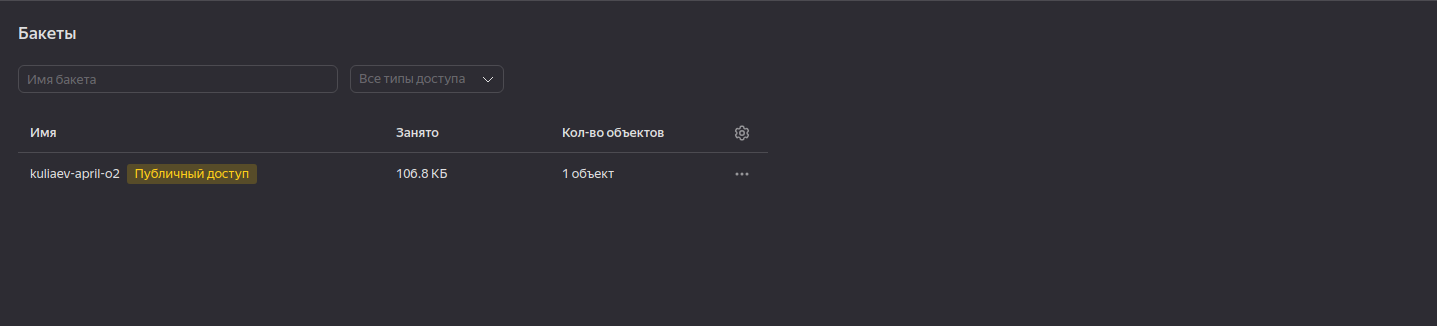 Бакеты
Имя бакета Все типы доступа
Имя Занято Кол-во объектов
kuliaev-april-o2 Публичный доступ 106.8 КБ 1 объект